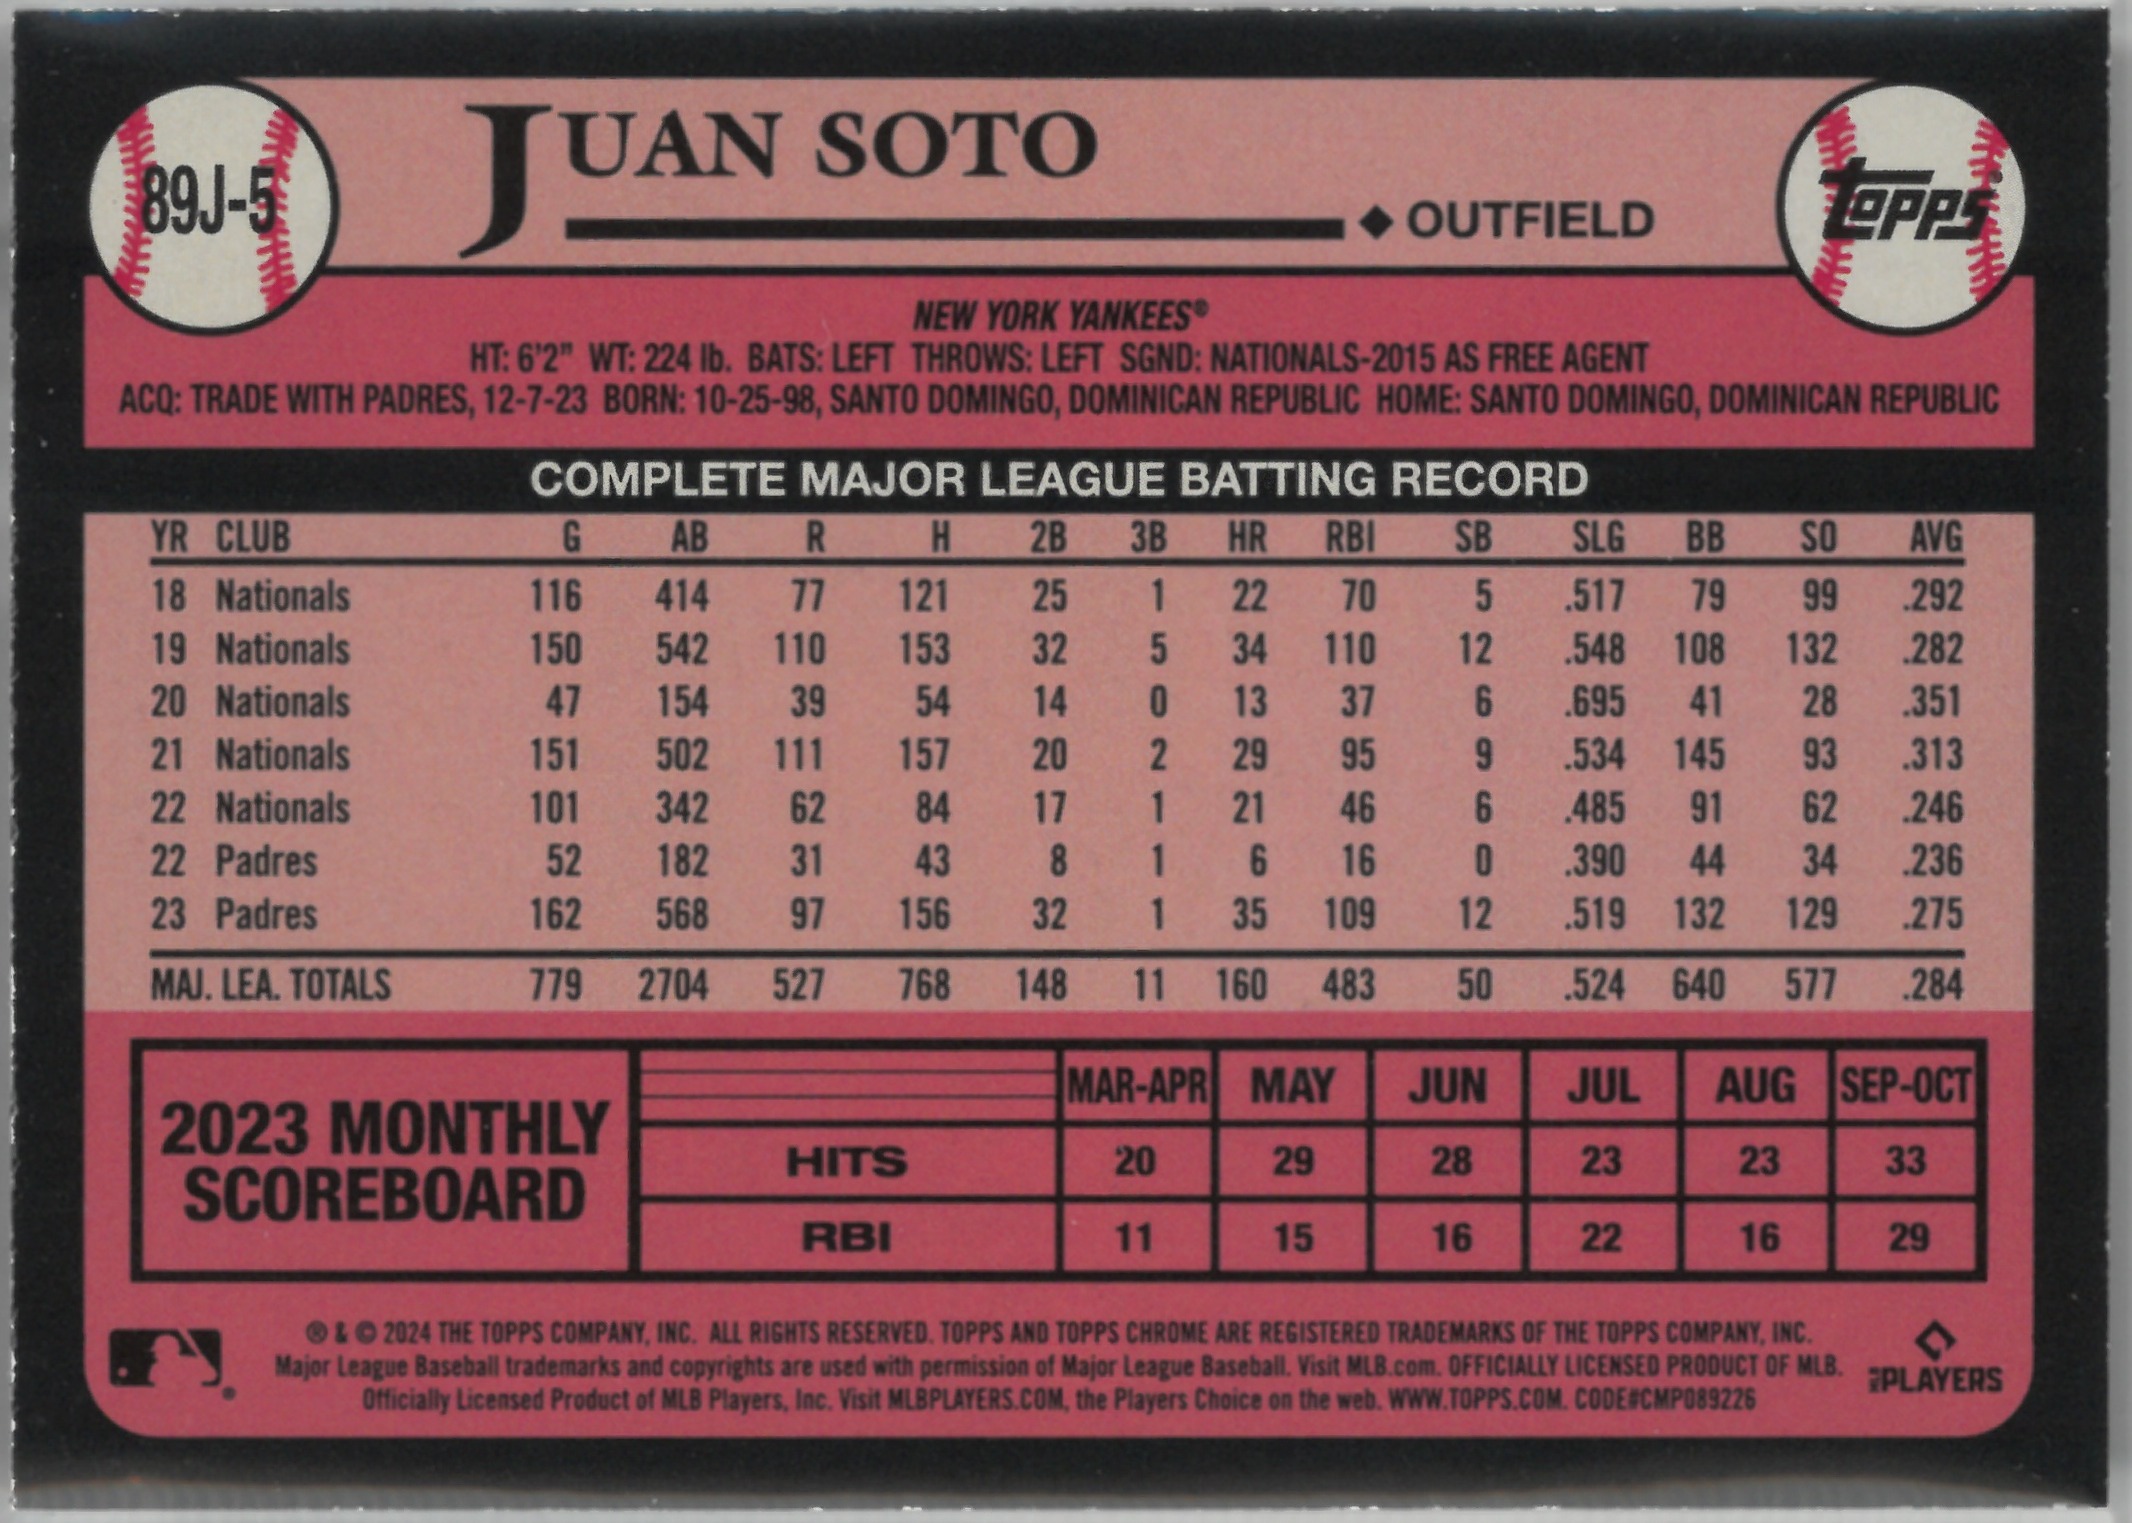 89J-5
JUAN SOTO
◆ OUTFIELD
TOPPS®
NEW YORK YANKEES®
HT: 6'2" WT: 224 lb. BATS: LEFT THROWS: LEFT SGND: NATIONALS-2015 AS FREE AGENT
ACQ: TRADE WITH PADRES, 12-7-23 BORN: 10-25-98, SANTO DOMINGO, DOMINICAN REPUBLIC HOME: SANTO DOMINGO, DOMINICAN REPUBLIC
COMPLETE MAJOR LEAGUE BATTING RECORD
YR CLUB G AB R H 2B 3B HR RBI SB SLG BB SO AVG
18 Nationals 116 414 77 121 25 1 22 70 5 .517 79 99 .292
19 Nationals 150 542 110 153 32 5 34 110 12 .548 108 132 .282
20 Nationals 47 154 39 54 14 0 13 37 6 .695 41 28 .351
21 Nationals 151 502 111 157 20 2 29 95 9 .534 145 93 .313
22 Nationals 101 342 62 84 17 1 21 46 6 .485 91 62 .246
22 Padres 52 182 31 43 8 1 6 16 0 .390 44 34 .236
23 Padres 162 568 97 156 32 1 35 109 12 .519 132 129 .275
MAJ. LEA. TOTALS 779 2704 527 768 148 11 160 483 50 .524 640 577 .284
2023 MONTHLY
SCOREBOARD
MAR-APR MAY JUN JUL AUG SEP-OCT
HITS 20 29 28 23 23 33
RBI 11 15 16 22 16 29
® & © 2024 THE TOPPS COMPANY, INC. ALL RIGHTS RESERVED. TOPPS AND TOPPS CHROME ARE REGISTERED TRADEMARKS OF THE TOPPS COMPANY, INC.
Major League Baseball trademarks and copyrights are used with permission of Major League Baseball. Visit MLB.com. OFFICIALLY LICENSED PRODUCT OF MLB.
Officially Licensed Product of MLB Players, Inc. Visit MLBPLAYERS.COM, the Players Choice on the web. WWW.TOPPS.COM. CODE#CMP089226
MLB PLAYERS